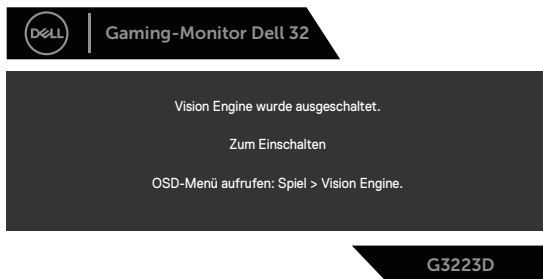 DELL
Gaming-Monitor Dell 32
Vision Engine wurde ausgeschaltet.
Zum Einschalten
OSD-Menü aufrufen: Spiel > Vision Engine.
G3223D